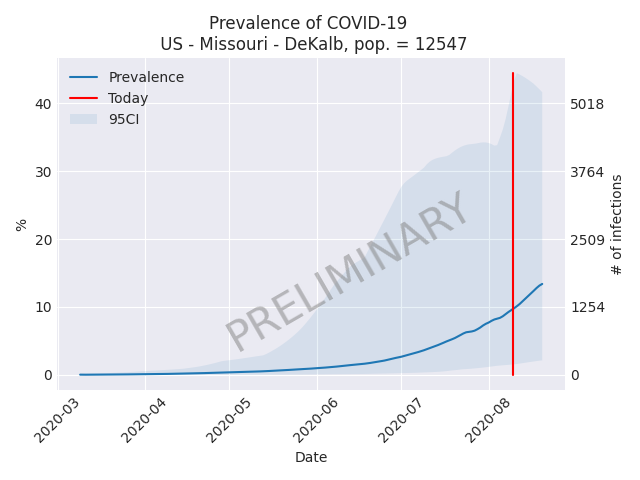 Prevalence of COVID-19
US - Missouri - DeKalb, pop. = 12547
Prevalence
Today
95CI
PRELIMINARY
%
40
30
20
10
0
5018
3764
2509
1254
0
# of infections
2020-03
2020-04
2020-05
2020-06
2020-07
2020-08
Date